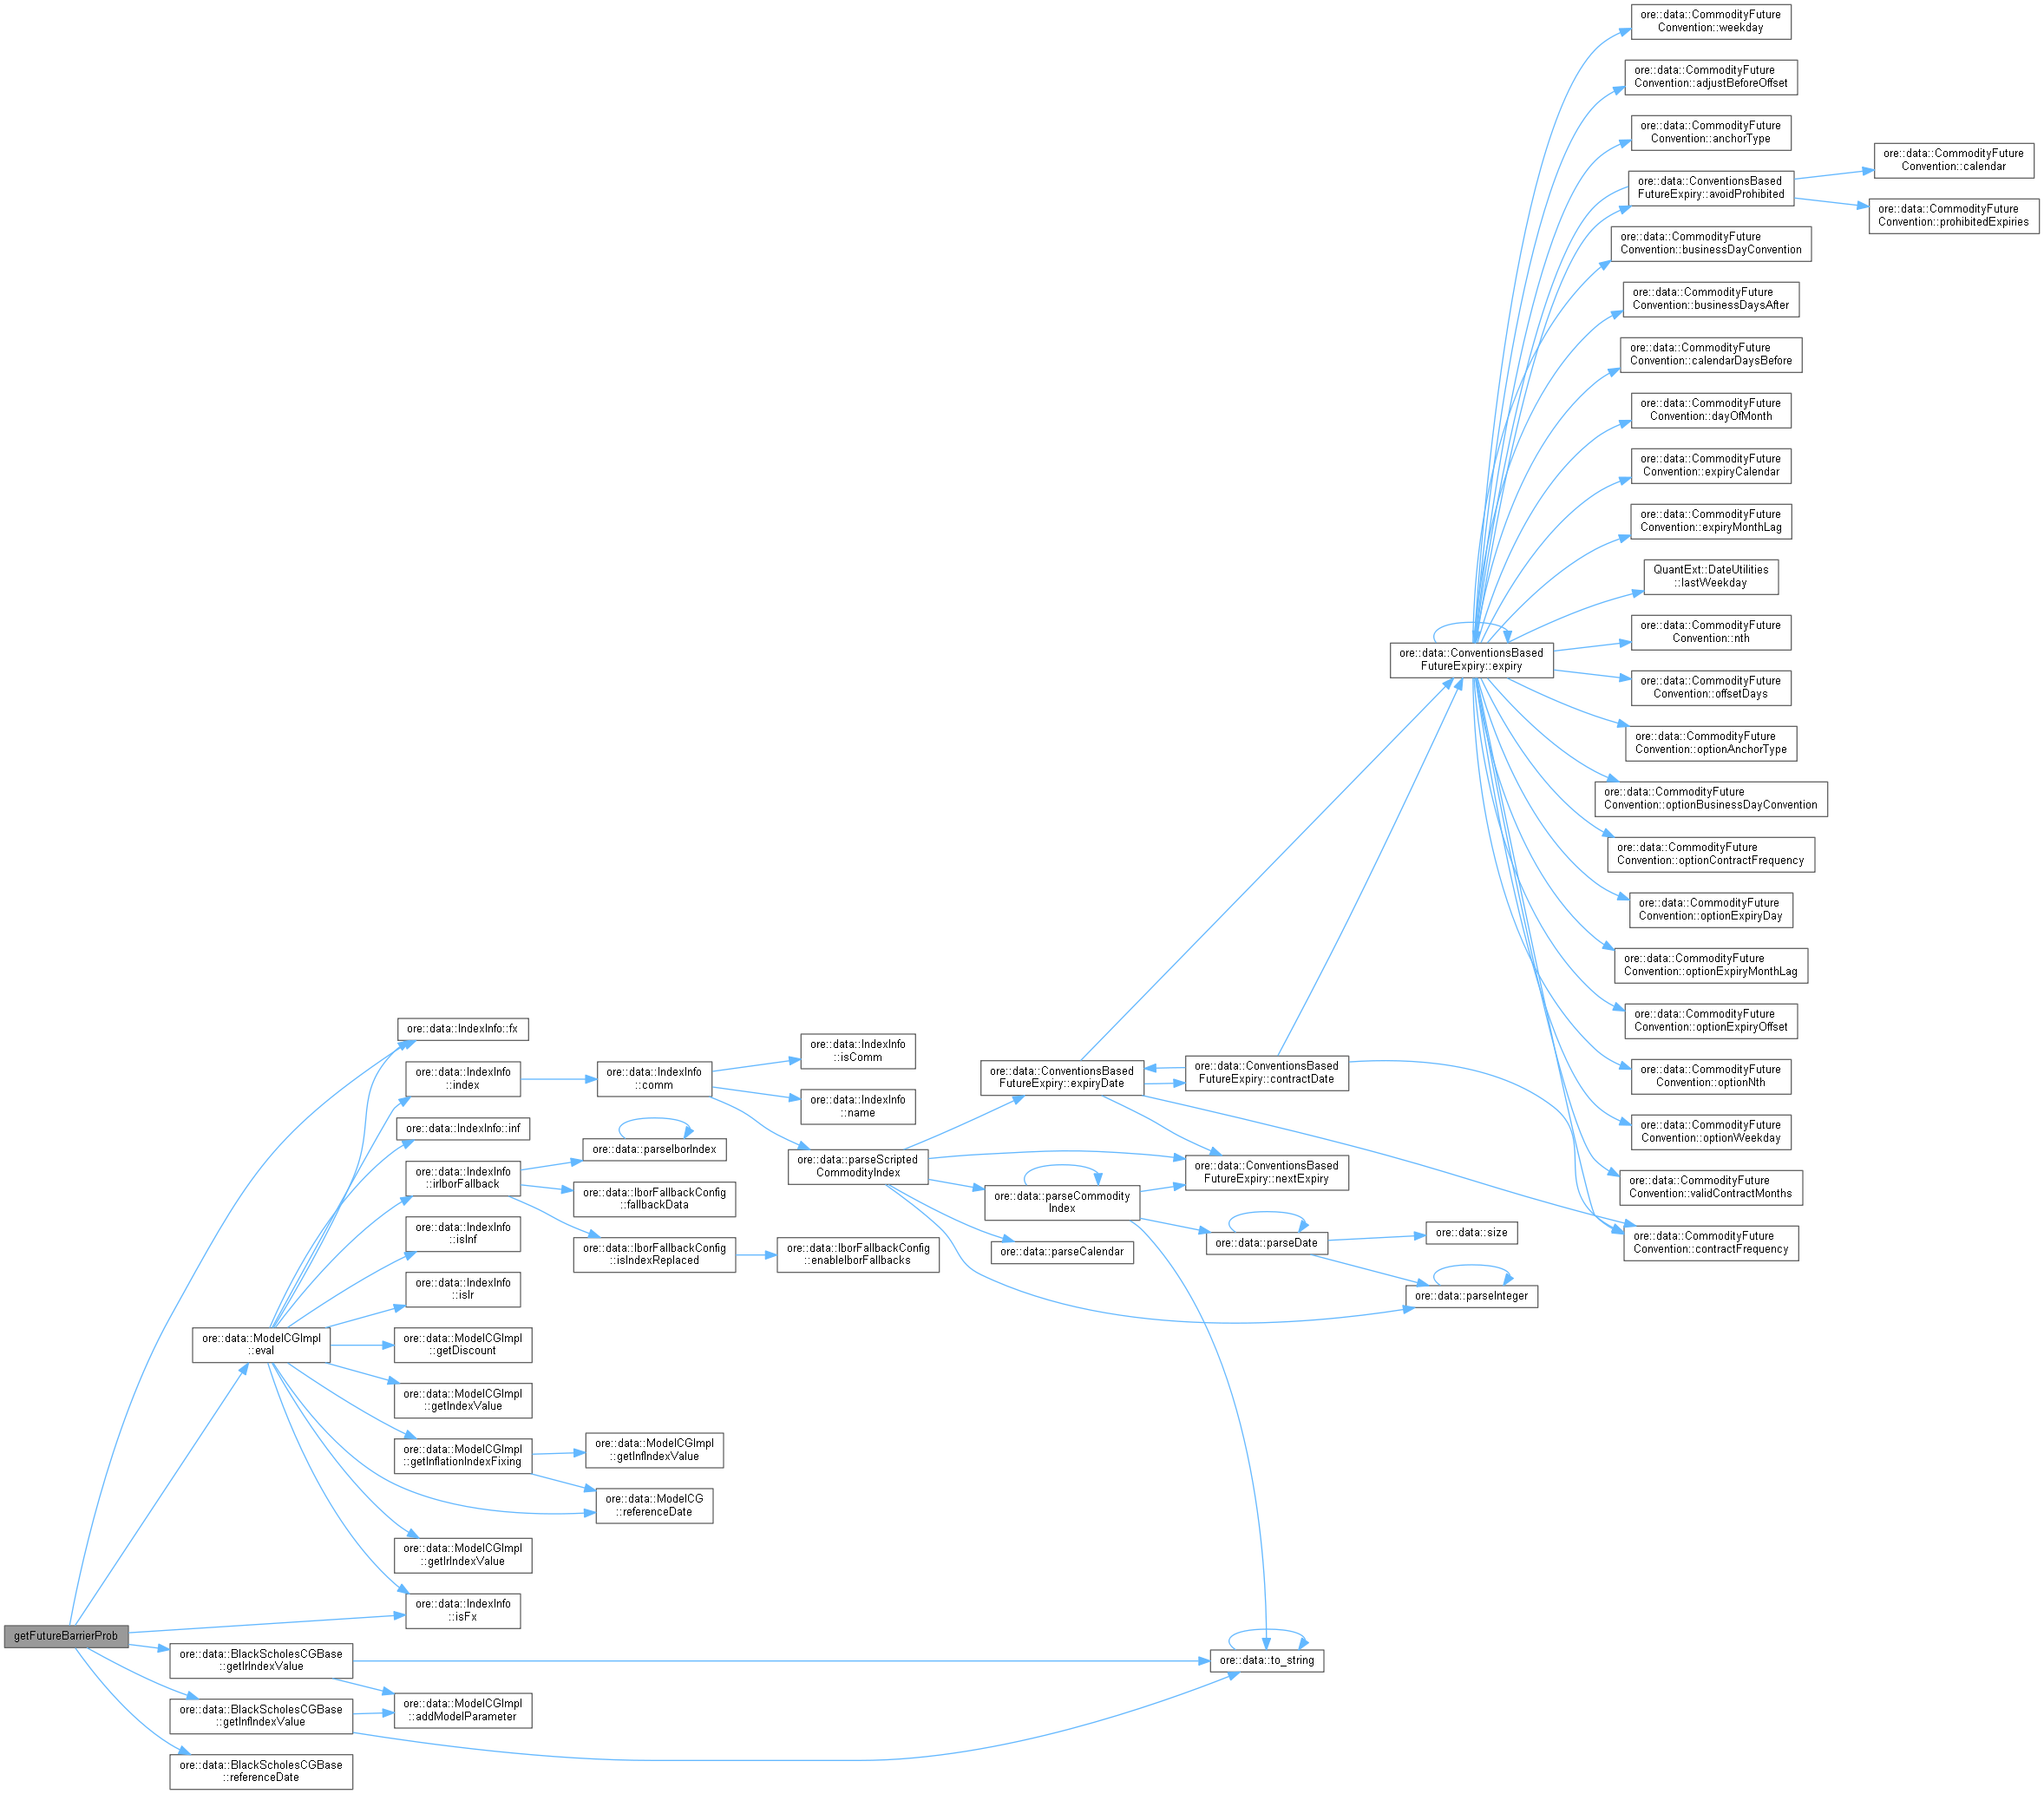 getFutureBarrierProb
ore::data::IndexInfo::fx
ore::data::ModelCGImpl
::eval
ore::data::IndexInfo
::index
ore::data::IndexInfo
::comm
ore::data::IndexInfo
::isComm
ore::data::IndexInfo
::name
ore::data::parseScripted
CommodityIndex
ore::data::ConventionsBased
FutureExpiry::expiryDate
ore::data::ConventionsBased
FutureExpiry::contractDate
ore::data::ConventionsBased
FutureExpiry::expiry
ore::data::CommodityFuture
Convention::weekday
ore::data::CommodityFuture
Convention::adjustBeforeOffset
ore::data::CommodityFuture
Convention::anchorType
ore::data::ConventionsBased
FutureExpiry::avoidProhibited
ore::data::CommodityFuture
Convention::calendar
ore::data::CommodityFuture
Convention::prohibitedExpiries
ore::data::CommodityFuture
Convention::businessDayConvention
ore::data::CommodityFuture
Convention::businessDaysAfter
ore::data::CommodityFuture
Convention::calendarDaysBefore
ore::data::CommodityFuture
Convention::dayOfMonth
ore::data::CommodityFuture
Convention::expiryCalendar
ore::data::CommodityFuture
Convention::expiryMonthLag
QuantExt::DateUtilities
::lastWeekday
ore::data::CommodityFuture
Convention::nth
ore::data::CommodityFuture
Convention::offsetDays
ore::data::CommodityFuture
Convention::optionAnchorType
ore::data::CommodityFuture
Convention::optionBusinessDayConvention
ore::data::CommodityFuture
Convention::optionContractFrequency
ore::data::CommodityFuture
Convention::optionExpiryDay
ore::data::CommodityFuture
Convention::optionExpiryMonthLag
ore::data::CommodityFuture
Convention::optionExpiryOffset
ore::data::CommodityFuture
Convention::optionNth
ore::data::CommodityFuture
Convention::optionWeekday
ore::data::CommodityFuture
Convention::validContractMonths
ore::data::CommodityFuture
Convention::contractFrequency
ore::data::ConventionsBased
FutureExpiry::nextExpiry
ore::data::parseCommodity
Index
ore::data::parseDate
ore::data::size
ore::data::parseInteger
ore::data::parseCalendar
ore::data::IndexInfo::inf
ore::data::IndexInfo
::irIborFallback
ore::data::parseIborIndex
ore::data::IborFallbackConfig
::fallbackData
ore::data::IborFallbackConfig
::isIndexReplaced
ore::data::IborFallbackConfig
::enableIborFallbacks
ore::data::IndexInfo
::isInf
ore::data::IndexInfo
::isIr
ore::data::ModelCGImpl
::getDiscount
ore::data::ModelCGImpl
::getIndexValue
ore::data::ModelCGImpl
::getInflationIndexFixing
ore::data::ModelCGImpl
::getInfIndexValue
ore::data::ModelCG
::referenceDate
ore::data::ModelCGImpl
::getIrIndexValue
ore::data::IndexInfo
::isFx
ore::data::BlackScholesCGBase
::getIrIndexValue
ore::data::to_string
ore::data::ModelCGImpl
::addModelParameter
ore::data::BlackScholesCGBase
::getInfIndexValue
ore::data::BlackScholesCGBase
::referenceDate